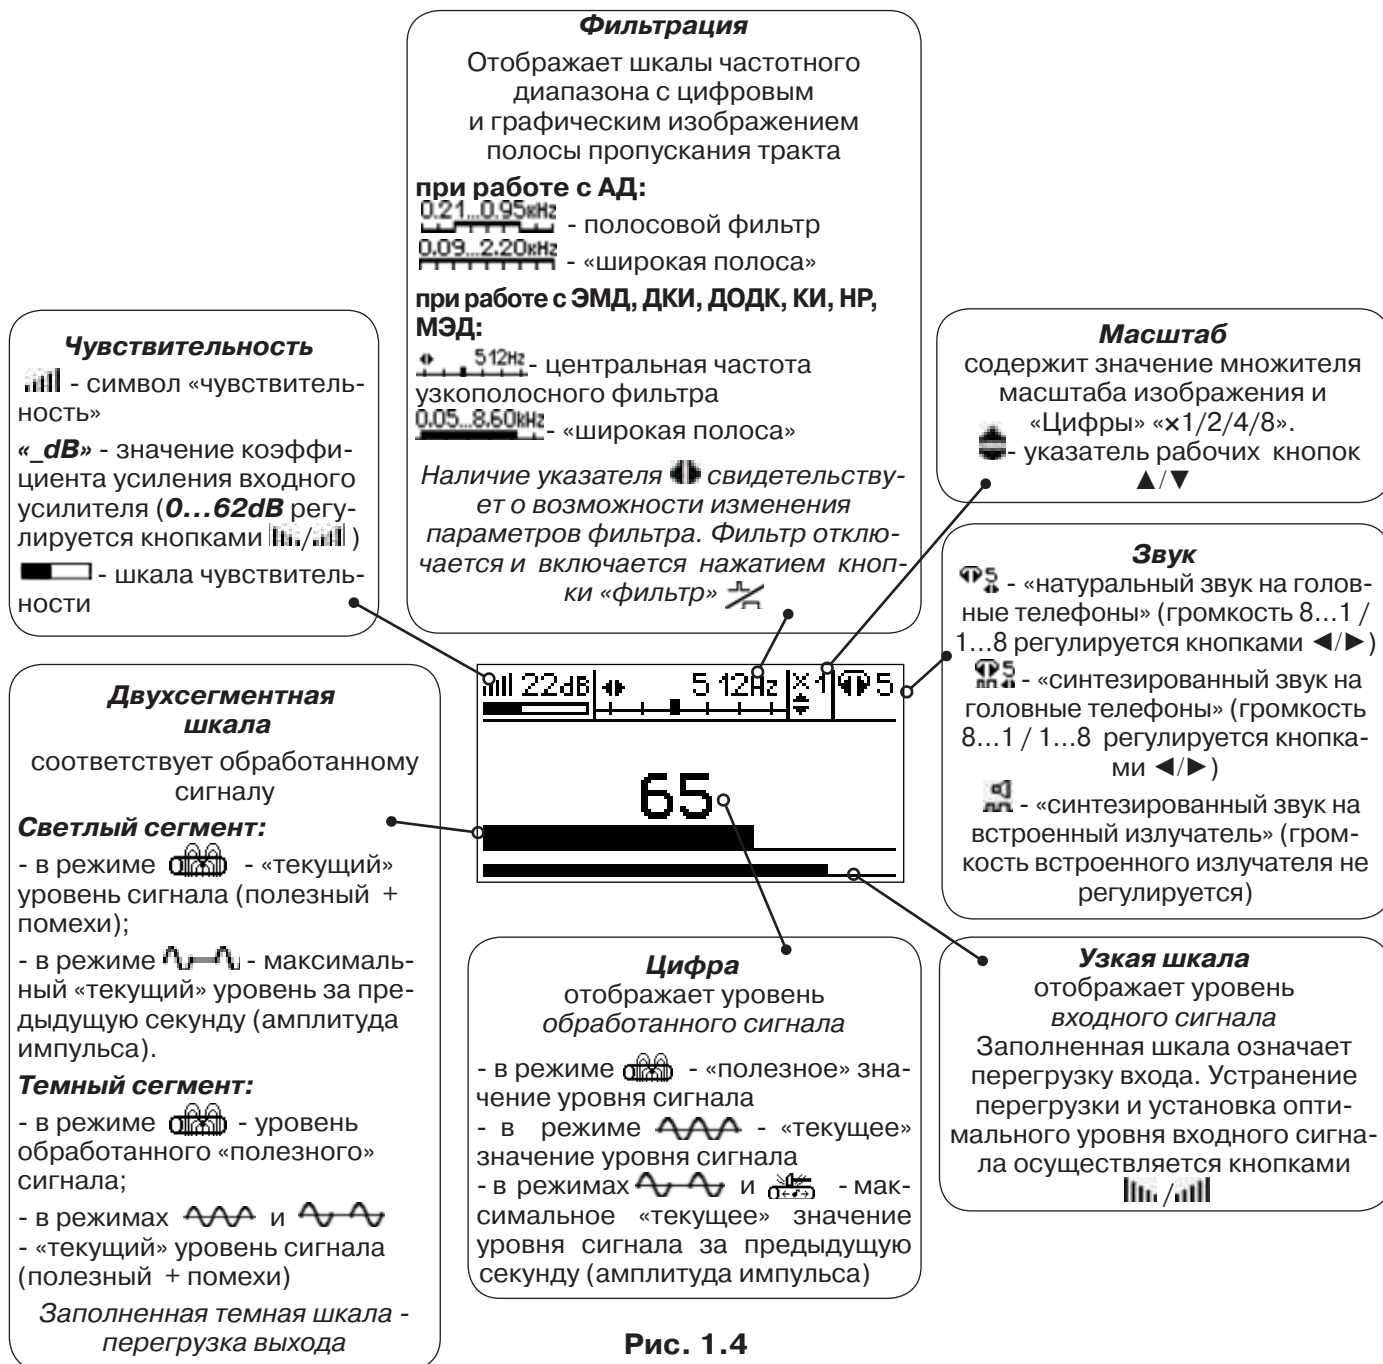 Фильтрация
Отображает шкалы частотного
диапазона с цифровым
и графическим изображением
полосы пропускания тракта
при работе с АД:
0.21...0.95кHz - полосовой фильтр
0.09...2.20кHz - «широкая полоса»
при работе с ЭМД, ДКИ, ДОДК, КИ, НР,
МЭД:
512Hz - центральная частота
узкополосного фильтра
0.05...8.60kHz - «широкая полоса»
Наличие указателя свидетельству-
ет о возможности изменения
параметров фильтра. Фильтр отклю-
чается и включается нажатием кноп-
ки «фильтр»
Чувствительность
- символ «чувствитель-
ность»
«_dB» - значение коэффи-
циента усиления входного
усилителя (0...62dB регу-
лируется кнопками / )
- шкала чувствитель-
ности
Масштаб
содержит значение множителя
масштаба изображения и
«Цифры» «×1/2/4/8».
- указатель рабочих кнопок
▲/▼
Звук
5 - «натуральный звук на голов-
ные телефоны» (громкость 8...1 /
1...8 регулируется кнопками ◄/►)
5 - «синтезированный звук на
головные телефоны» (громкость
8...1 / 1...8 регулируется кнопка-
ми ◄/►)
- «синтезированный звук на
встроенный излучатель» (гром-
кость встроенного излучателя не
регулируется)
22dB 512Hz ×1 5
65
Двухсегментная
шкала
соответствует обработанному
сигналу
Светлый сегмент:
- в режиме - «текущий»
уровень сигнала (полезный +
помехи);
- в режиме - максималь-
ный «текущий» уровень за пре-
дыдущую секунду (амплитуда
импульса).
Темный сегмент:
- в режиме - уровень
обработанного «полезного»
сигнала;
- в режимах и
- «текущий» уровень сигнала
(полезный + помехи)
Заполненная темная шкала -
перегрузка выхода
Цифра
отображает уровень
обработанного сигнала
- в режиме - «полезное» зна-
чение уровня сигнала
- в режиме - «текущее»
значение уровня сигнала
- в режимах и - мак-
симальное «текущее» значение
уровня сигнала за предыдущую
секунду (амплитуда импульса)
Узкая шкала
отображает уровень
входного сигнала
Заполненная шкала означает
перегрузку входа. Устранение
перегрузки и установка опти-
мального уровня входного сигна-
ла осуществляется кнопками
/
Рис. 1.4